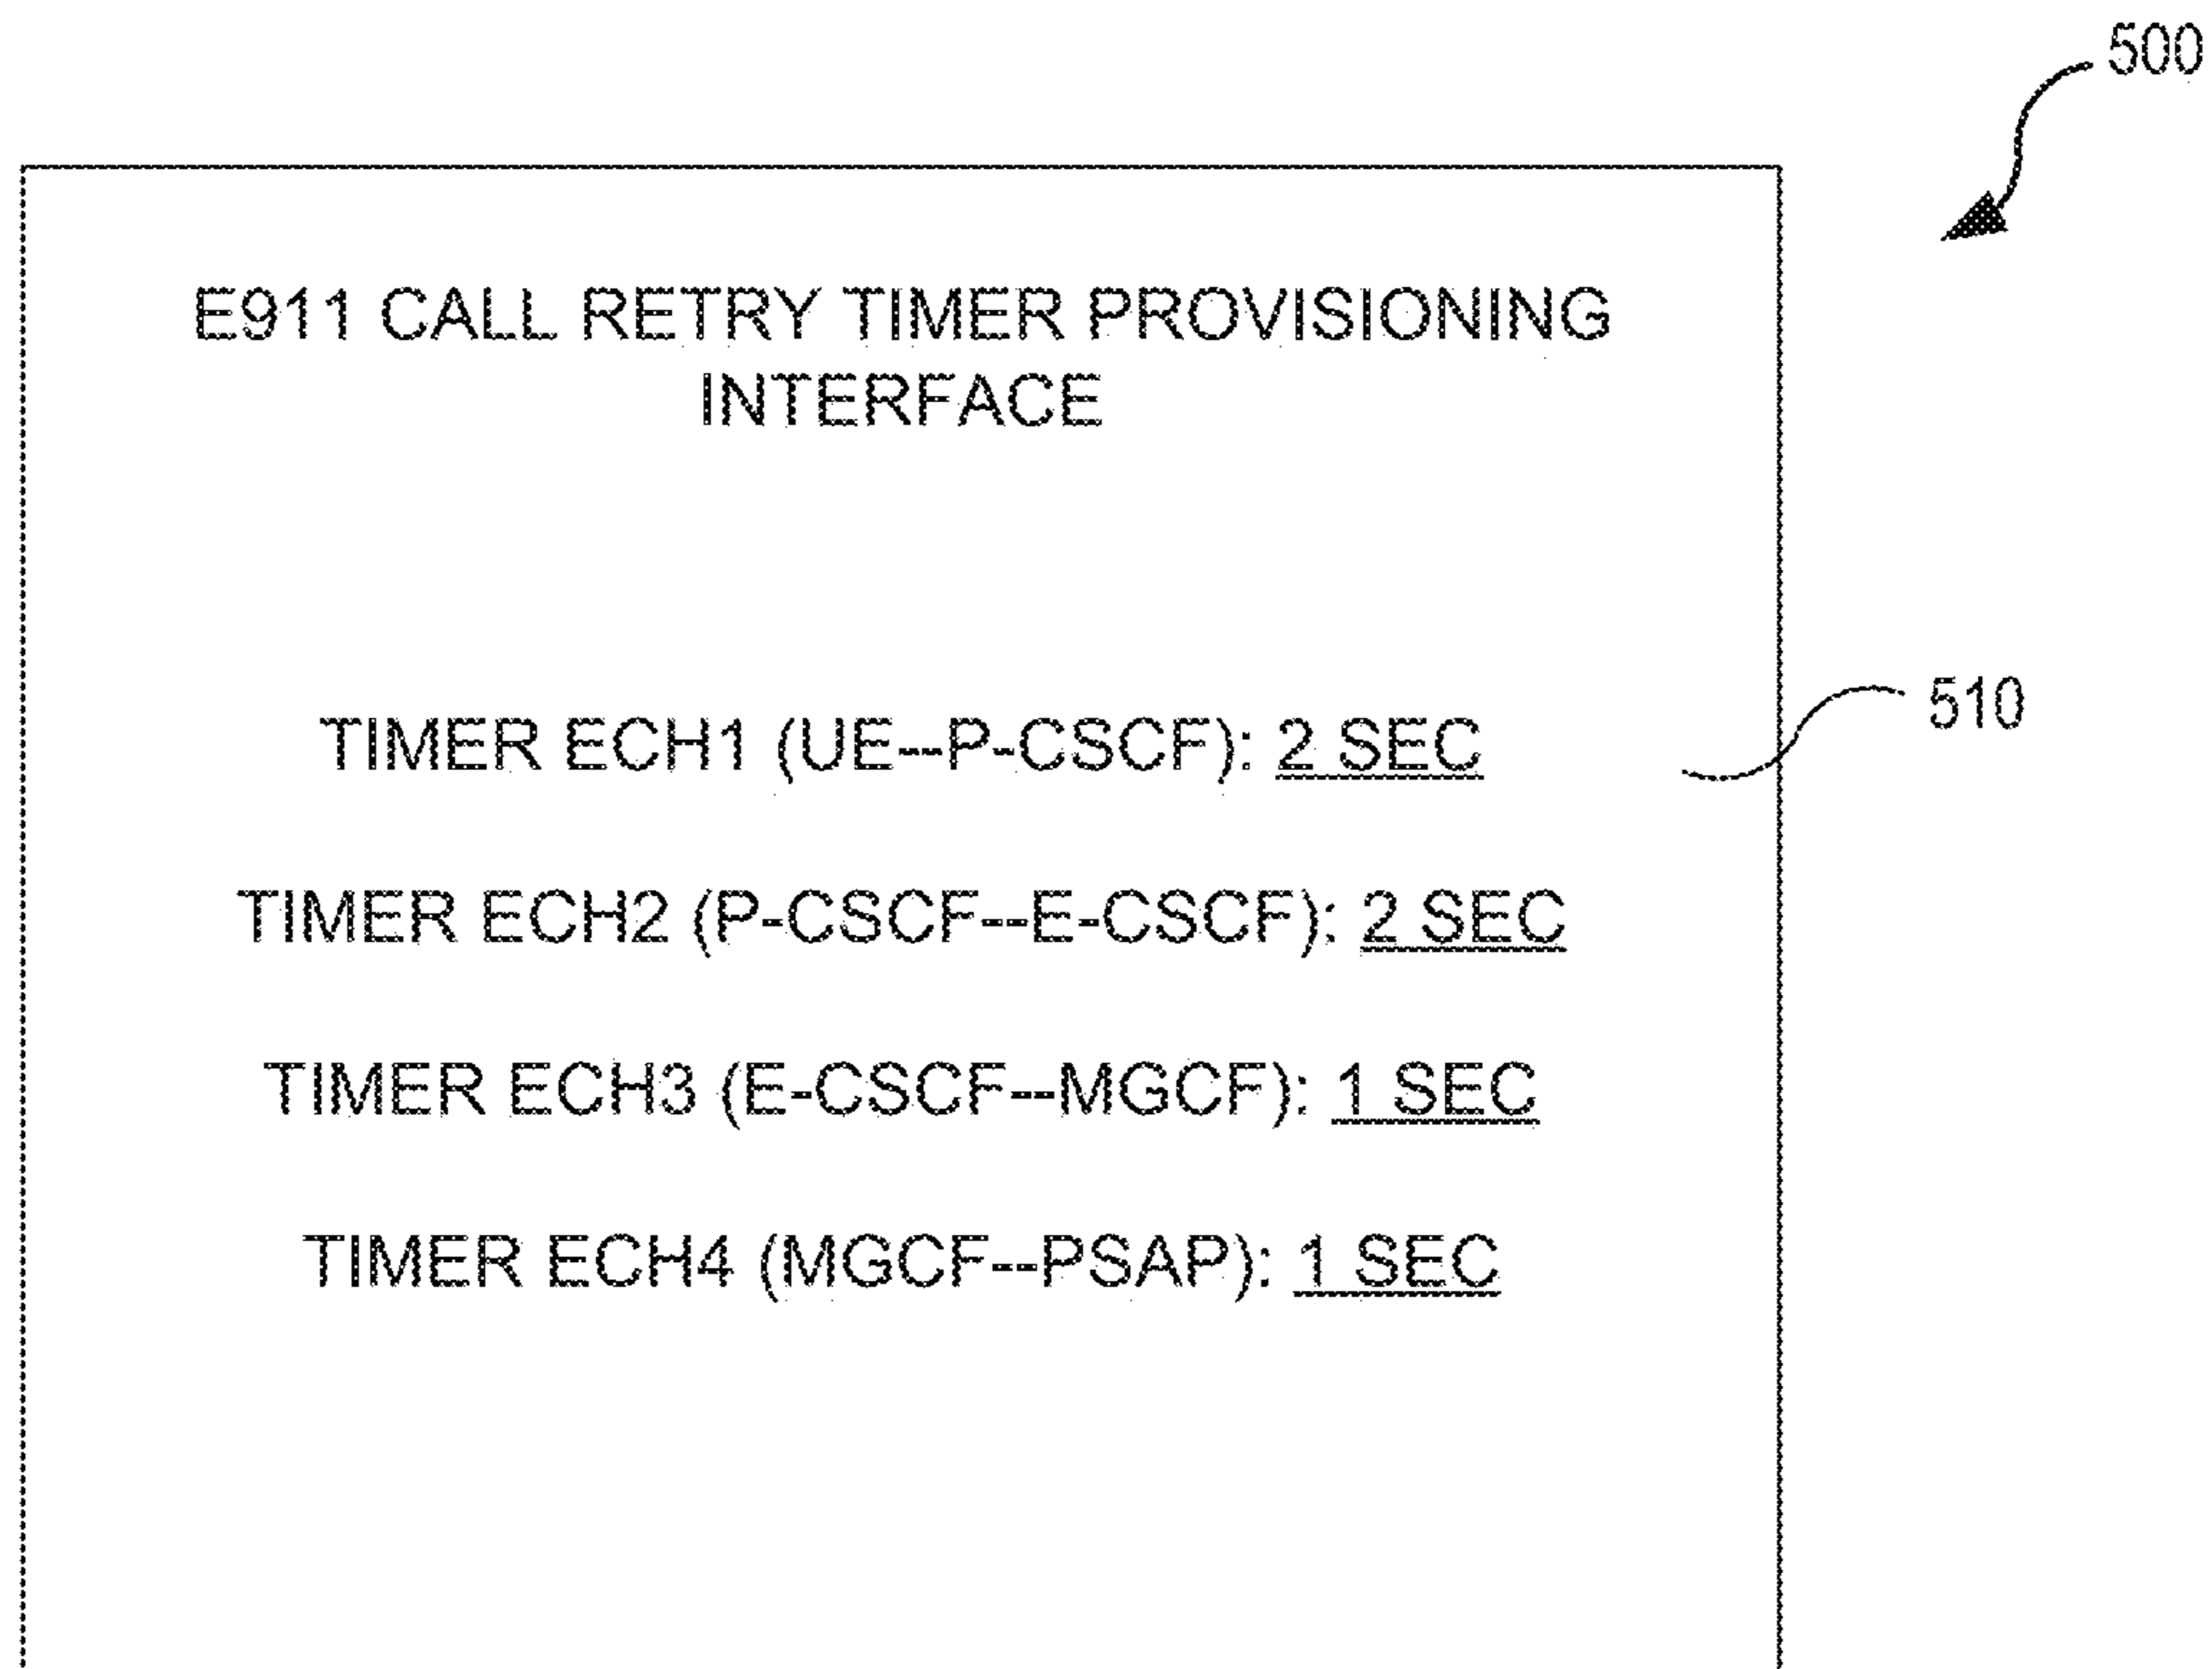 500
E911 CALL RETRY TIMER PROVISIONING
INTERFACE
TIMER ECH1 (UE--P-CSCF): 2 SEC
510
TIMER ECH2 (P-CSCF--E-CSCF): 2 SEC
TIMER ECH3 (E-CSCF--MGCF): 1 SEC
TIMER ECH4 (MGCF--PSAP): 1 SEC